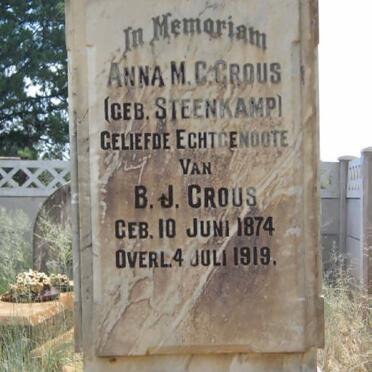 In Memoriam
ANNA M. C. CROUS
(GEB. STEENKAMP)
GELIEFDE ECHTGENOOTE
VAN
B. J. CROUS
GEB. 10 JUNI 1874
OVERL. 4 JULI 1919.